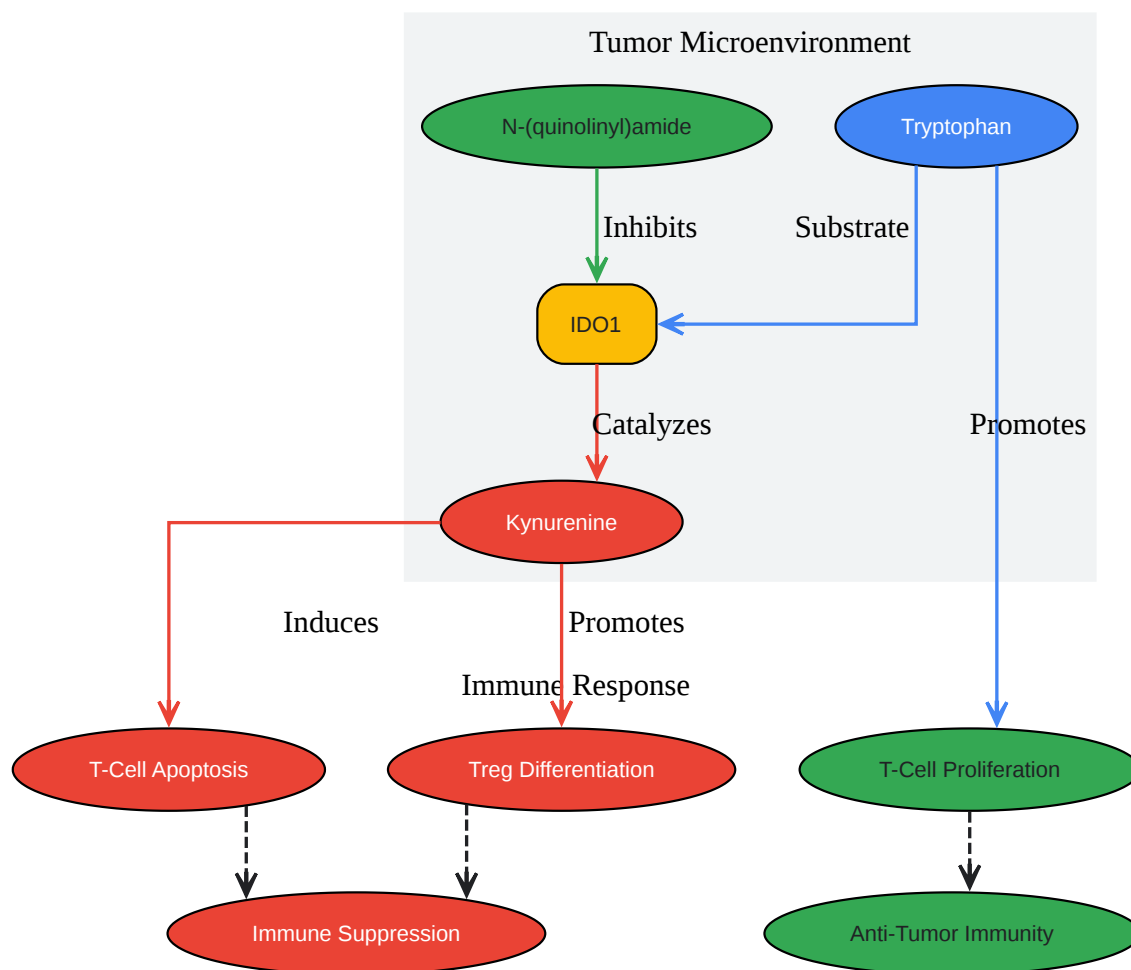 Tumor Microenvironment
N-(quinolinyl)amide
Tryptophan
Inhibits
Substrate
IDO1
Catalyzes
Promotes
Kynurenine
Induces
Promotes
Immune Response
T-Cell Apoptosis
Treg Differentiation
T-Cell Proliferation
Immune Suppression
Anti-Tumor Immunity